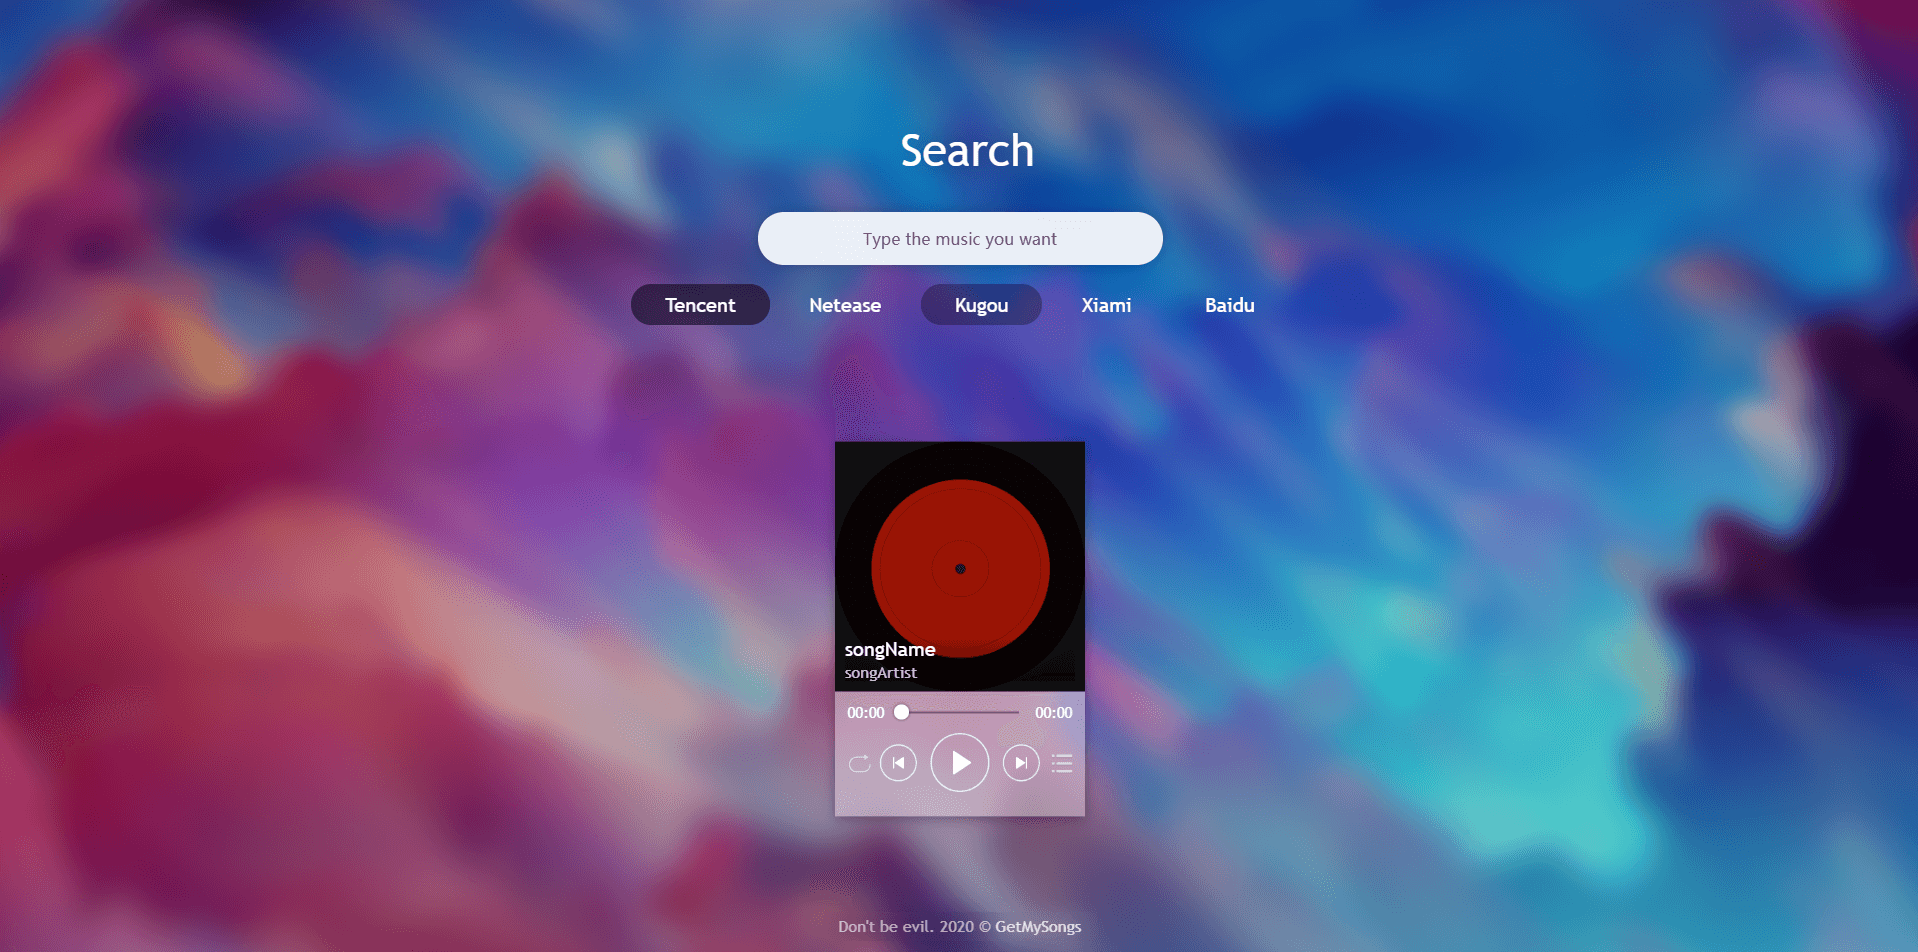 Search
Type the music you want
Tencent Netease Kugou Xiami Baidu
songName
songArtist
00:00 00:00
Don't be evil. 2020 © GetMySongs